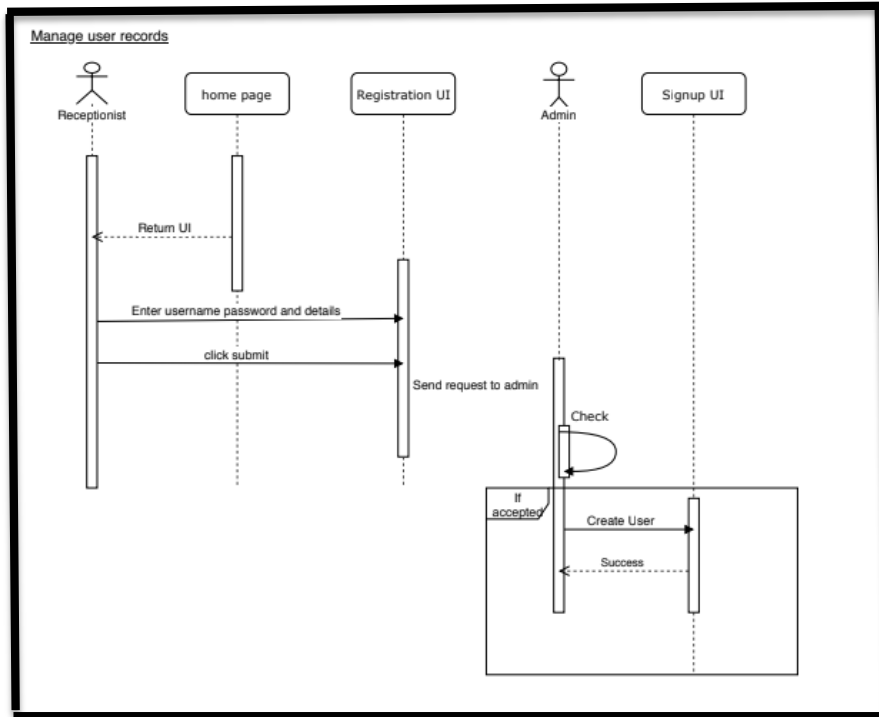 Manage user records
Receptionist
home page
Registration UI
Admin
Signup UI
Return UI
Enter username password and details
click submit
Send request to admin
Check
If
accepted
Create User
Success